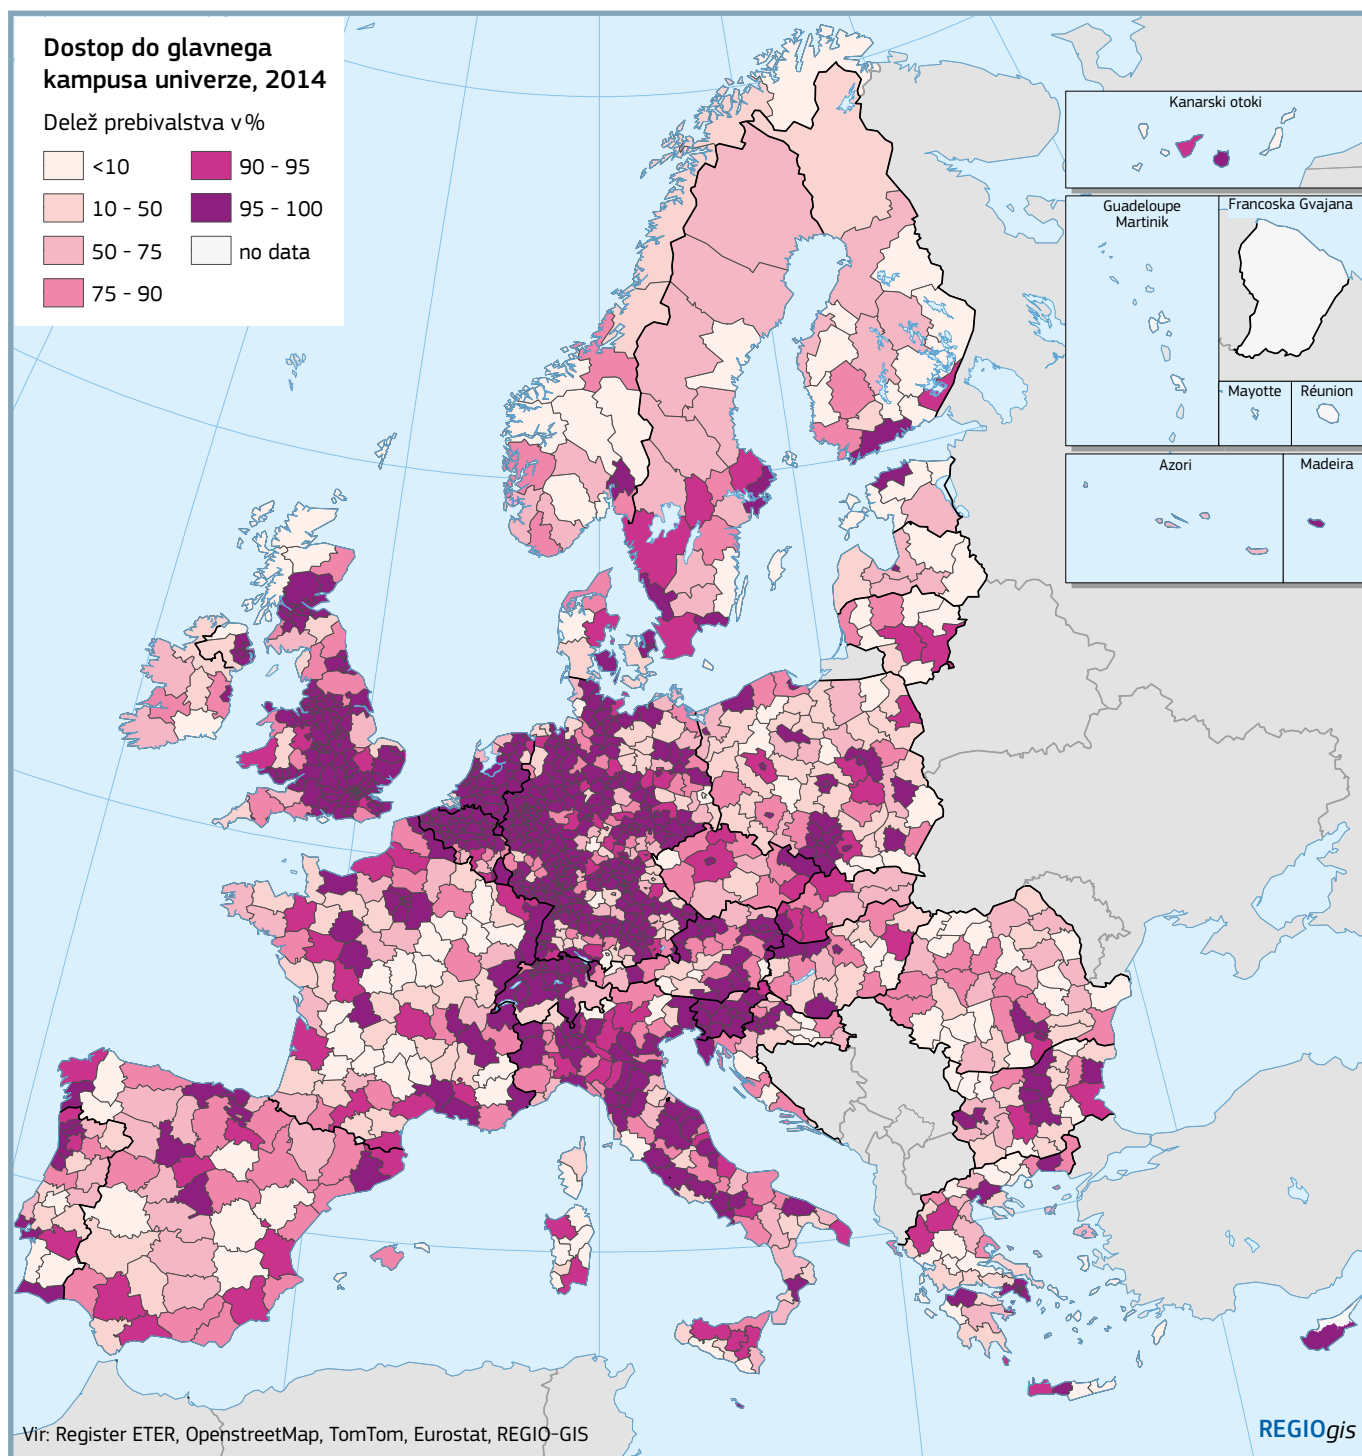 Dostop do glavnega
kampusa univerze, 2014
Delež prebivalstva v %
<10
10 - 50
50 - 75
75 - 90
90 - 95
95 - 100
no data
Kanarski otoki
Guadeloupe
Martinik
Francoska Gvajana
Mayotte
Réunion
Azori
Madeira
Vir: Register ETER, OpenstreetMap, TomTom, Eurostat, REGIO-GIS
REGIOgis